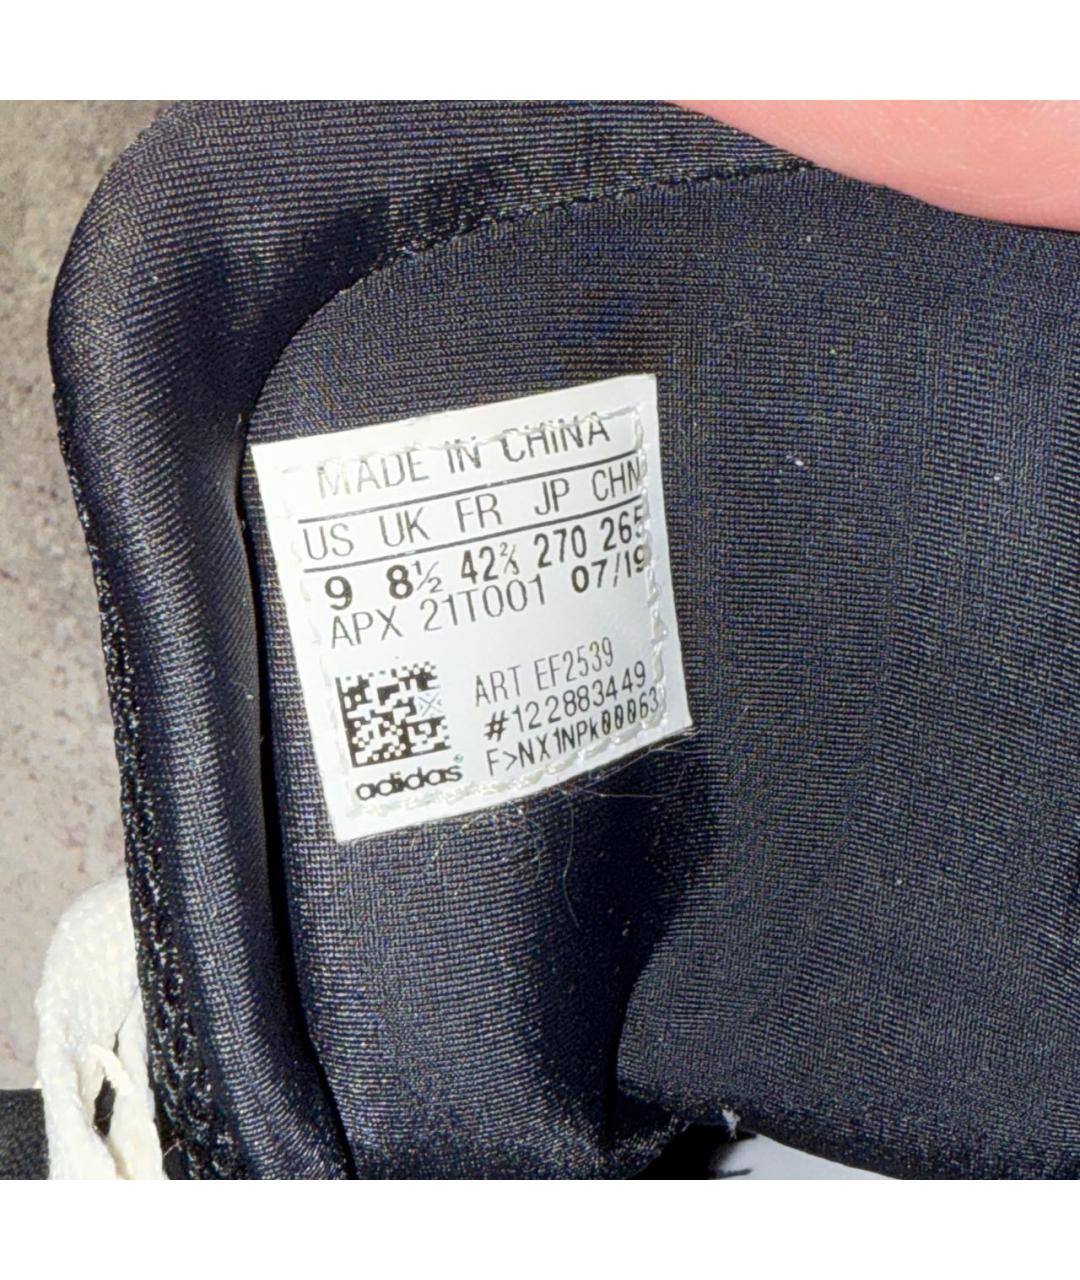 MADE IN CHINA
US UK FR JP CHN
9 8½ 42⅔ 270 265
APX 21T001 07/19
ART EF2539
#122883449
F>NX1NPk00063
adidas